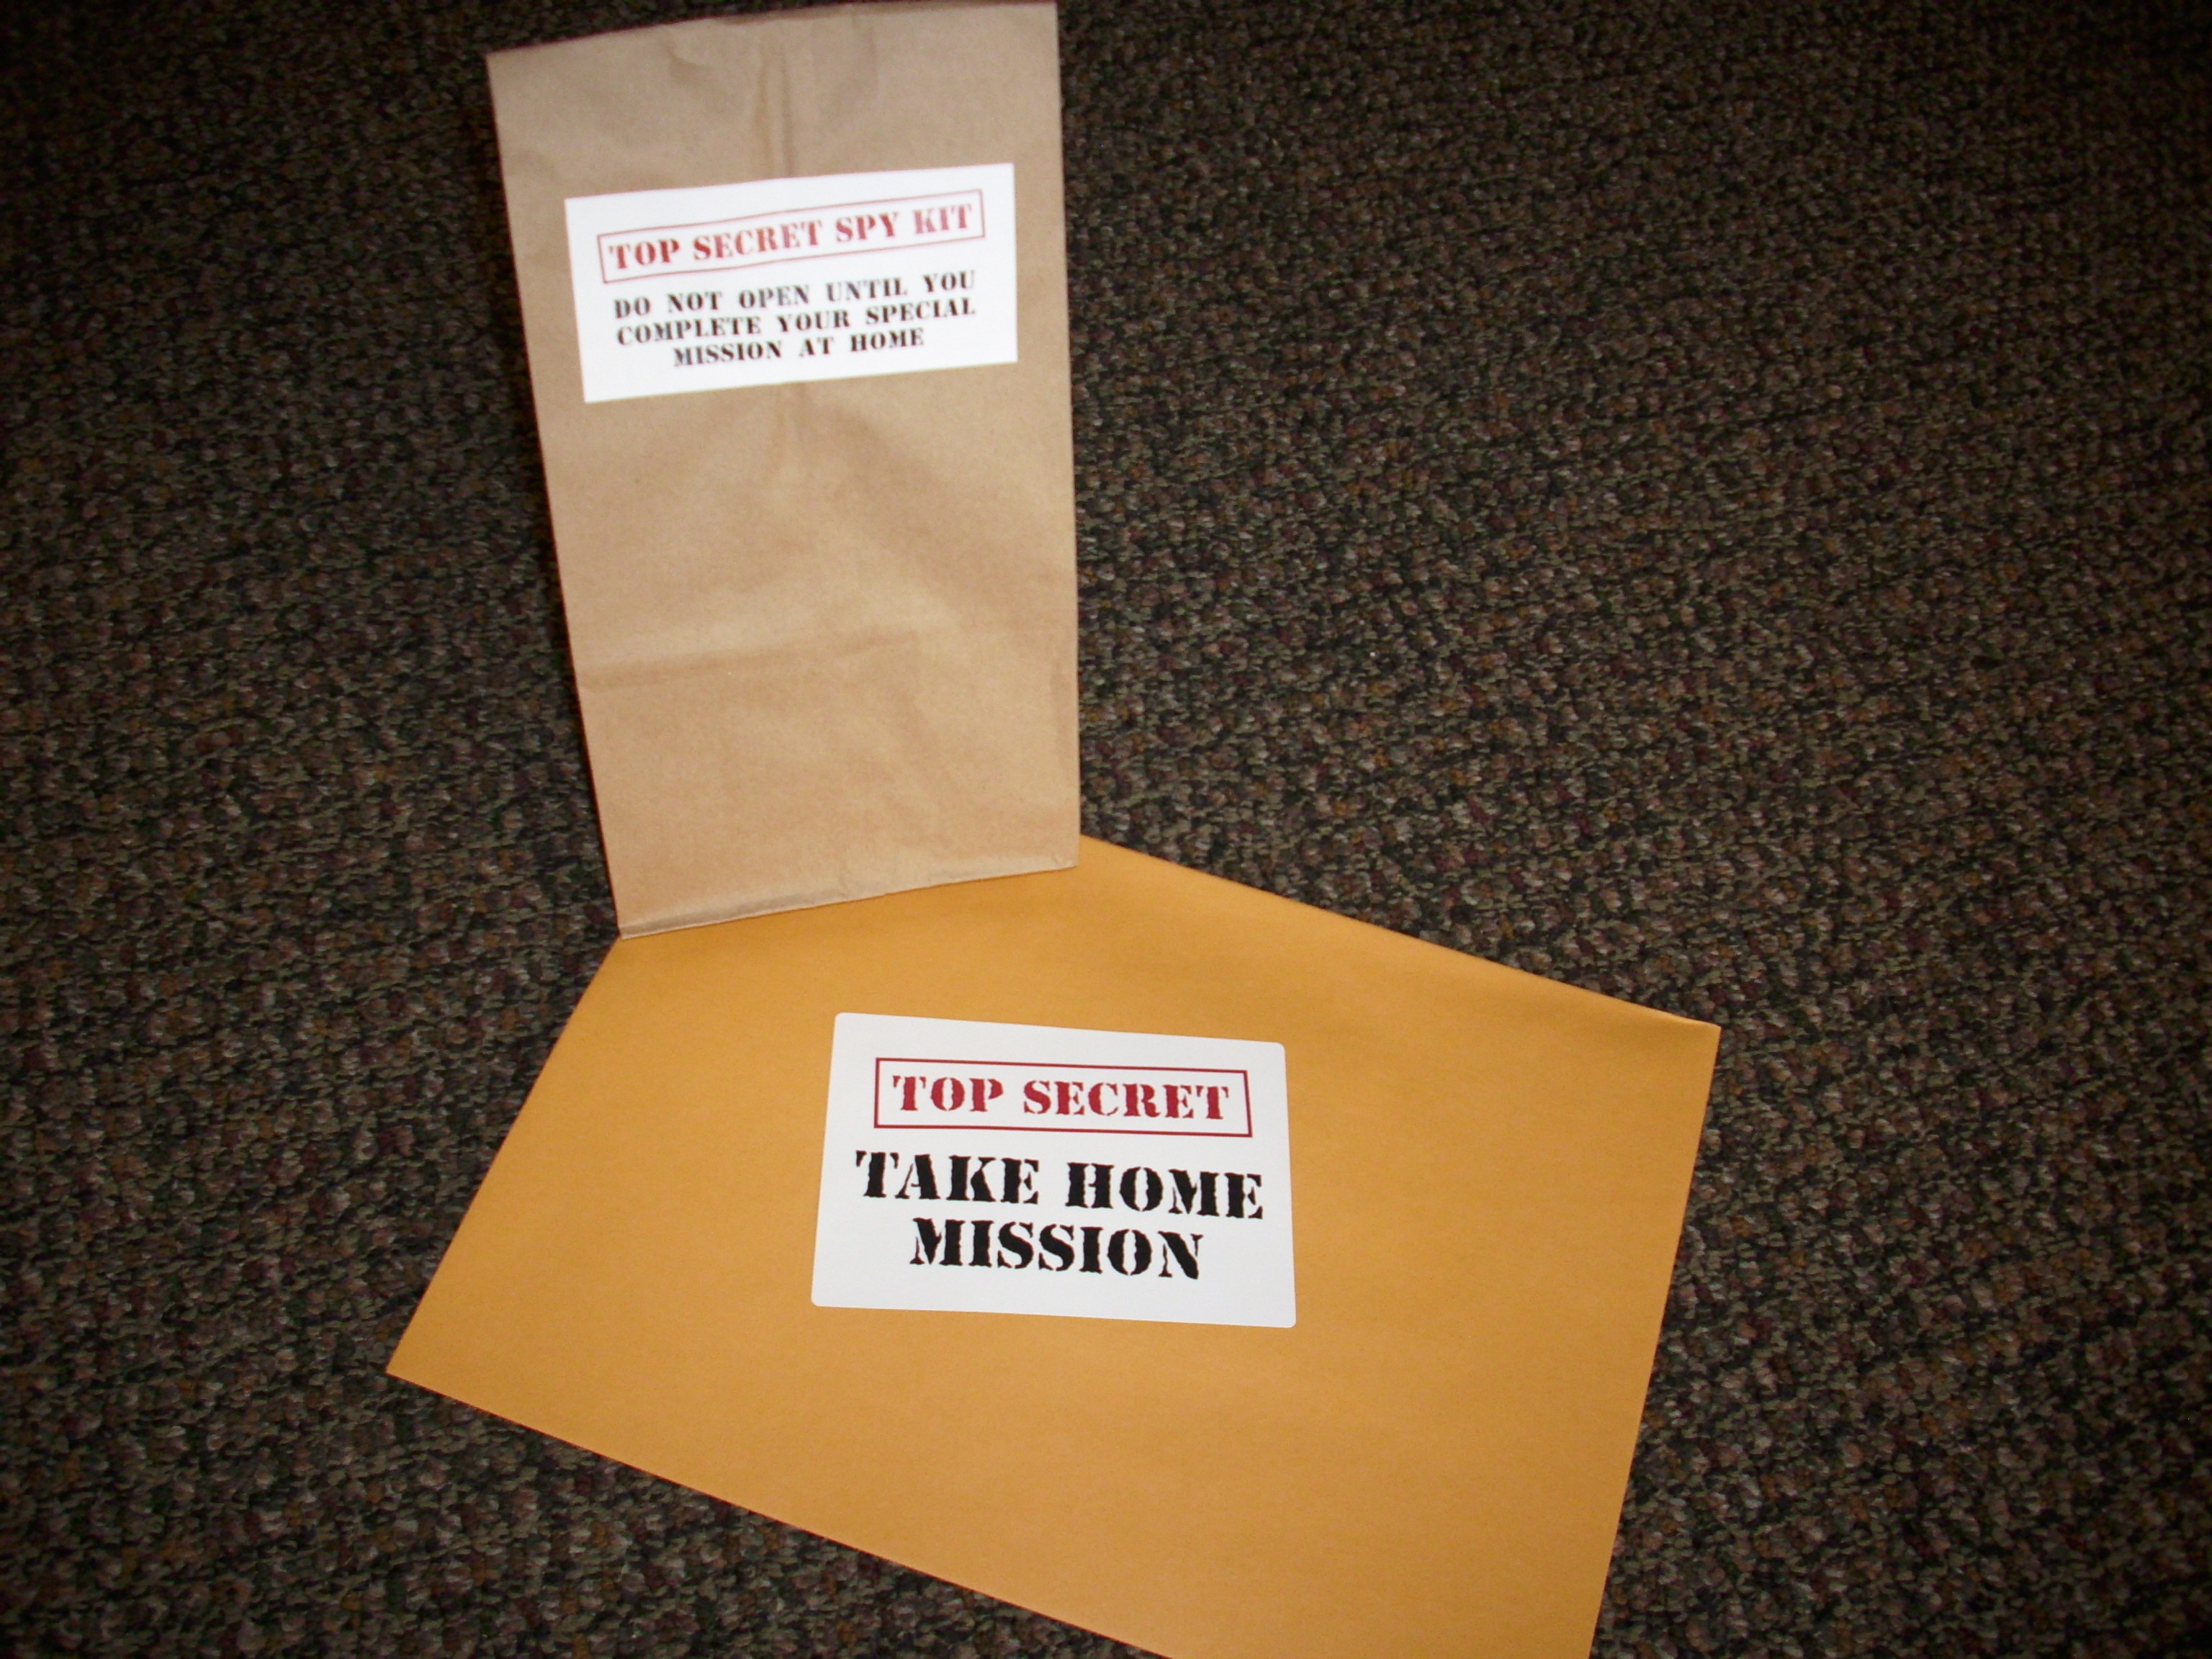 TOP SECRET SPY KIT
DO NOT OPEN UNTIL YOU
COMPLETE YOUR SPECIAL
MISSION AT HOME
TOP SECRET
TAKE HOME
MISSION